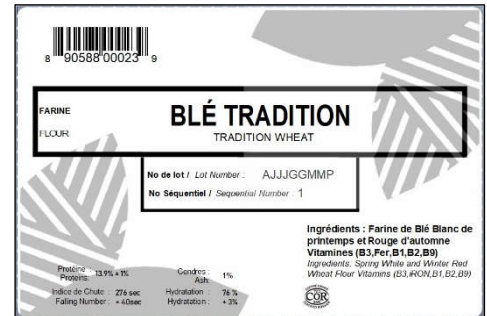 8 90588 00023 9
FARINE
FLOUR
BLÉ TRADITION
TRADITION WHEAT
No de lot / Lot Number : AJJJGGMMP
No Séquentiel / Sequential Number : 1
Ingrédients : Farine de Blé Blanc de
printemps et Rouge d'automne
Vitamines (B3,Fer,B1,B2,B9)
Ingredients: Spring White and Winter Red
Wheat Flour Vitamins (B3,IRON,B1,B2,B9)
Protéine : 13.9% ± 1%
Proteins:
Cendres : 1%
Ash:
Indice de Chute : 276 sec
Falling Number : ± 40sec
Hydratation : 76 %
Hydratation : ± 3%
COR